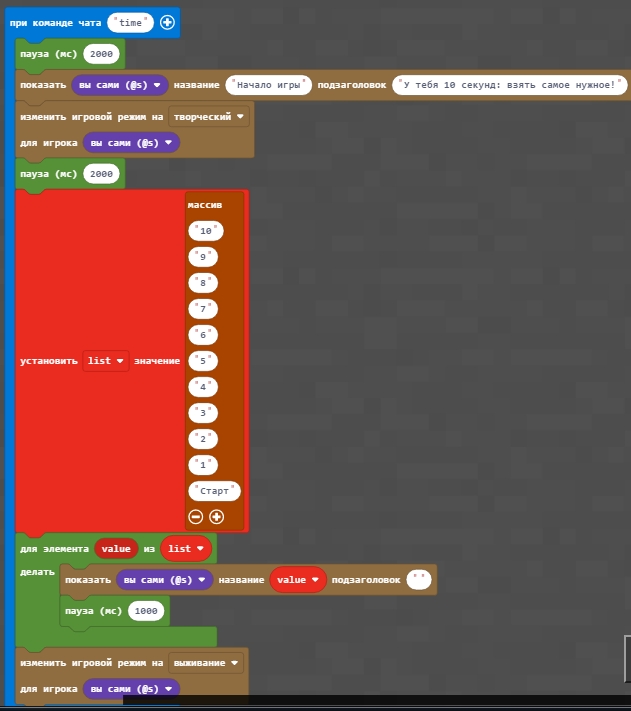 при команде чата "time"
пауза (мс) 2000
показать вы сами (@s) название "Начало игры" подзаголовок "У тебя 10 секунд: взять самое нужное!"
изменить игровой режим на творческий
для игрока вы сами (@s)
пауза (мс) 2000
массив
"10"
"9"
"8"
"7"
"6"
"5"
установить list значение
"4"
"3"
"2"
"1"
"Старт"
для элемента value из list
делать
показать вы сами (@s) название value подзаголовок " "
пауза (мс) 1000
изменить игровой режим на выживание
для игрока вы сами (@s)